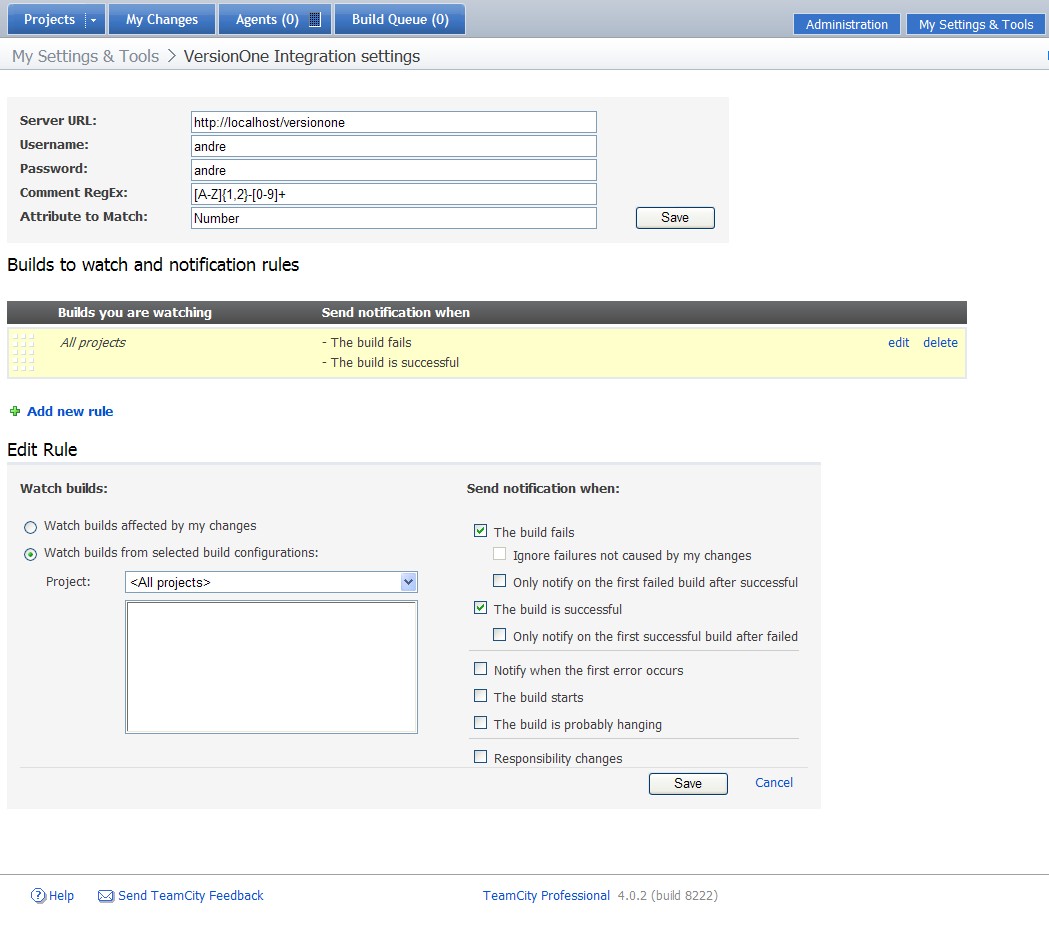 Projects My Changes Agents (0) Build Queue (0) Administration My Settings & Tools
My Settings & Tools > VersionOne Integration settings
Server URL: http://localhost/versionone
Username: andre
Password: andre
Comment RegEx: [A-Z]{1,2}-[0-9]+
Attribute to Match: Number Save
Builds to watch and notification rules
Builds you are watching Send notification when
All projects - The build fails edit delete
- The build is successful
Add new rule
Edit Rule
Watch builds: Send notification when:
Watch builds affected by my changes The build fails
Watch builds from selected build configurations: Ignore failures not caused by my changes
Project: <All projects> Only notify on the first failed build after successful
The build is successful
Only notify on the first successful build after failed
Notify when the first error occurs
The build starts
The build is probably hanging
Responsibility changes
Save Cancel
Help Send TeamCity Feedback TeamCity Professional 4.0.2 (build 8222)